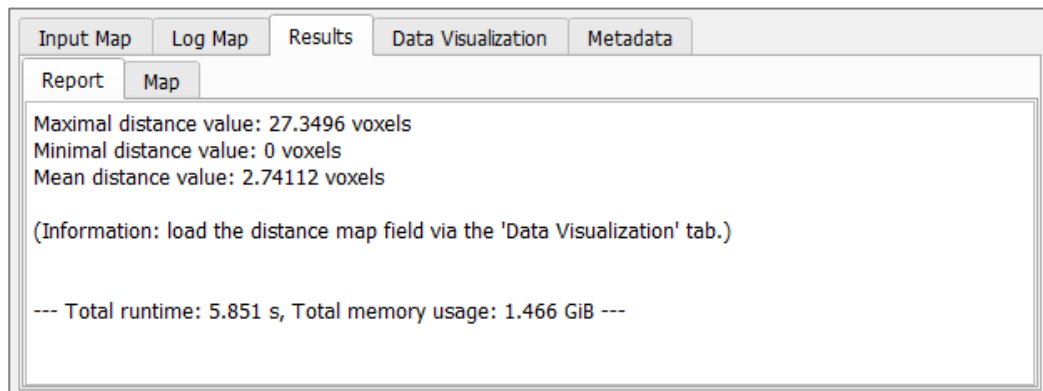 Input Map Log Map Results Data Visualization Metadata
Report Map
Maximal distance value: 27.3496 voxels
Minimal distance value: 0 voxels
Mean distance value: 2.74112 voxels
(Information: load the distance map field via the 'Data Visualization' tab.)
--- Total runtime: 5.851 s, Total memory usage: 1.466 GiB ---